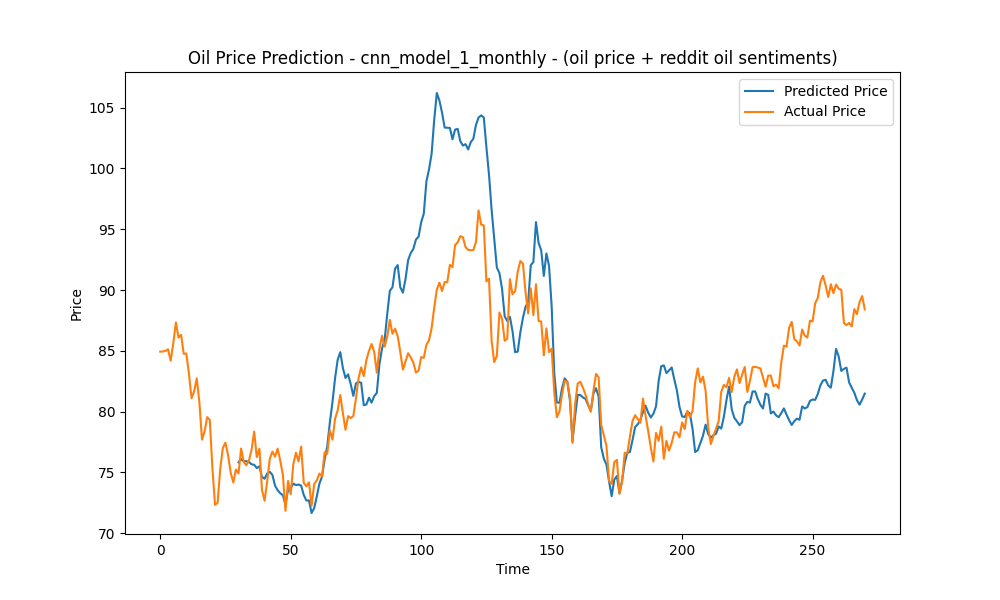 Oil Price Prediction - cnn_model_1_monthly - (oil price + reddit oil sentiments)
Predicted Price
Actual Price
105
100
95
90
85
80
75
70
Price
0 50 100 150 200 250
Time